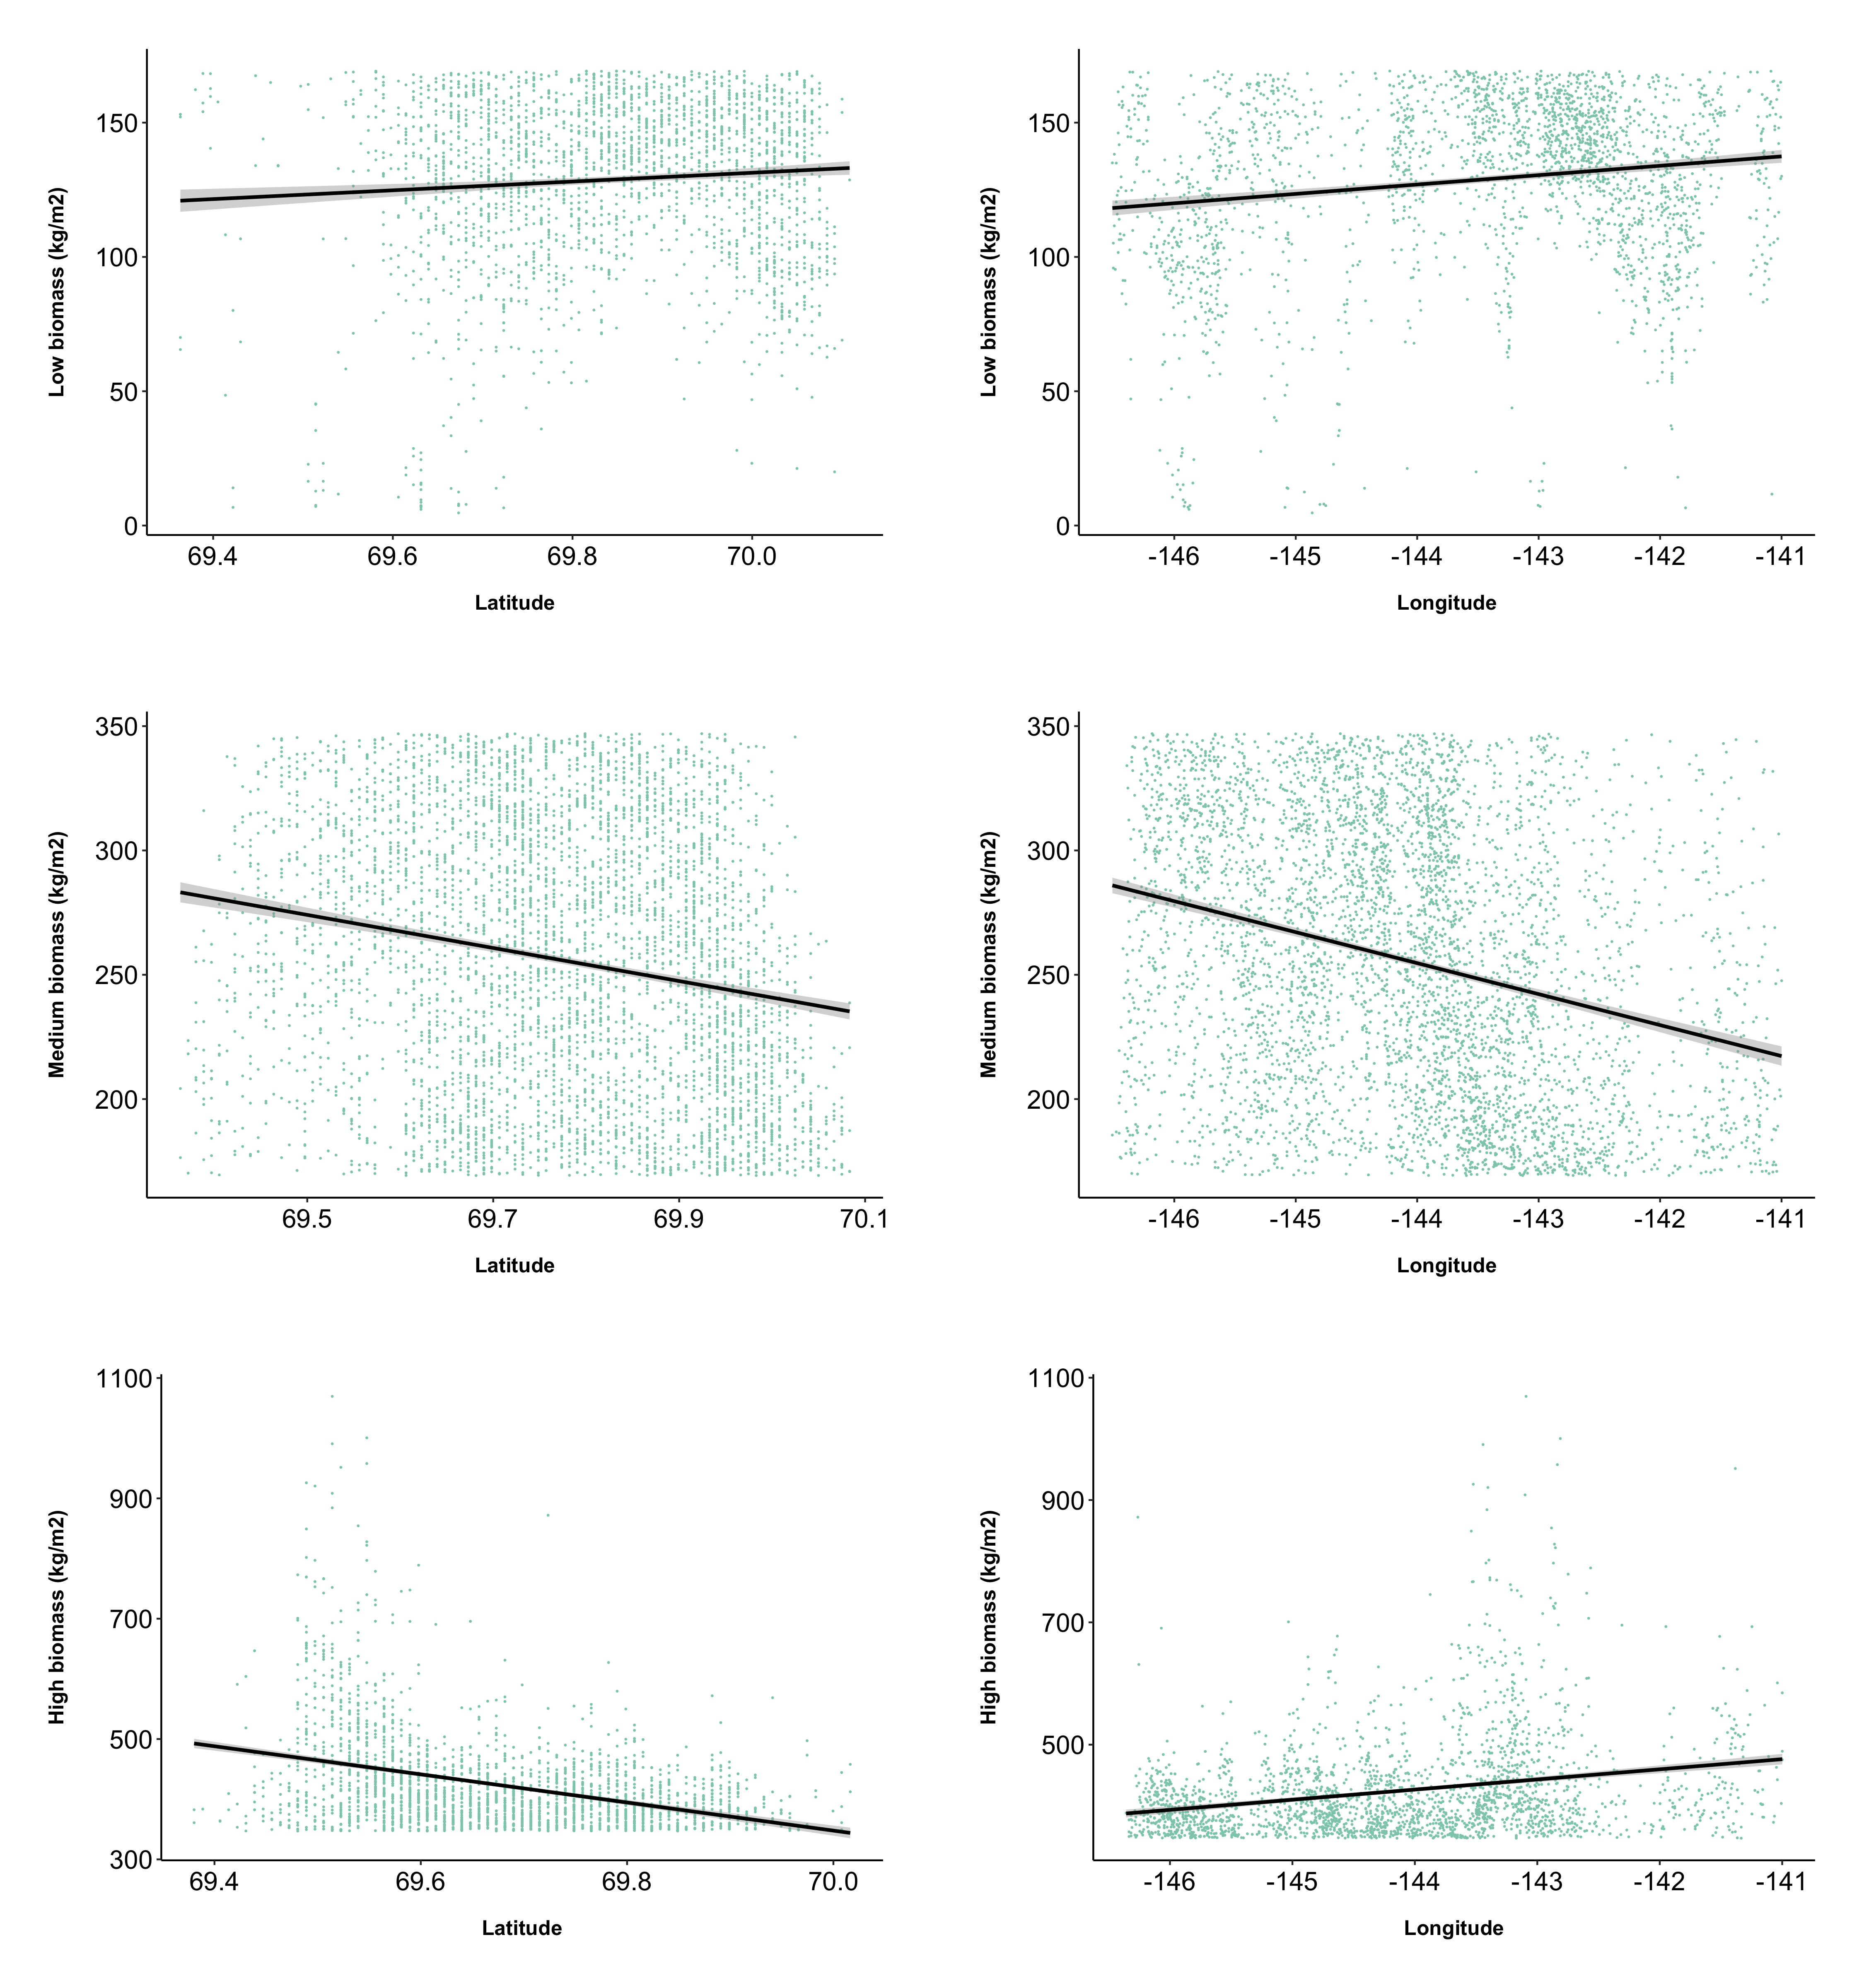 150
100
50
0
Low biomass (kg/m2)
69.4 69.6 69.8 70.0
Latitude
150
100
50
0
Low biomass (kg/m2)
-146 -145 -144 -143 -142 -141
Longitude
350
300
250
200
Medium biomass (kg/m2)
69.5 69.7 69.9 70.1
Latitude
350
300
250
200
Medium biomass (kg/m2)
-146 -145 -144 -143 -142 -141
Longitude
1100
900
700
500
300
High biomass (kg/m2)
69.4 69.6 69.8 70.0
Latitude
1100
900
700
500
High biomass (kg/m2)
-146 -145 -144 -143 -142 -141
Longitude